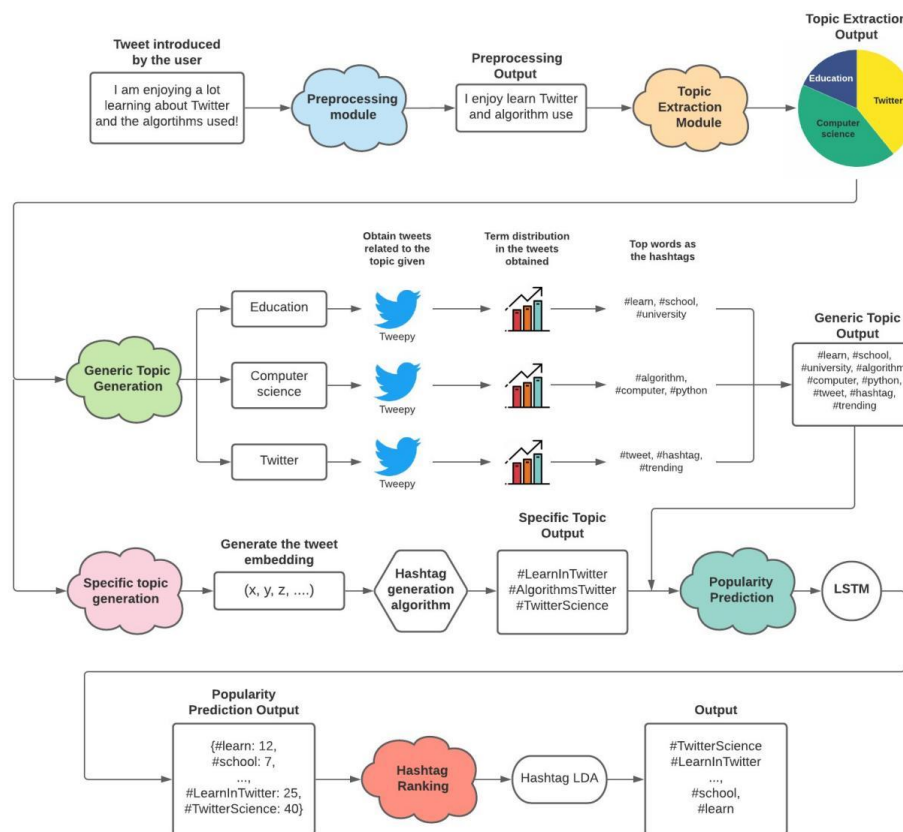 Tweet introduced
by the user
I am enjoying a lot
learning about Twitter
and the algortihms used!
Preprocessing
module
Preprocessing
Output
I enjoy learn Twitter
and algorithm use
Topic
Extraction
Module
Topic Extraction
Output
Education
Twitter
Computer
science
Obtain tweets
related to the
topic given
Term distribution
in the tweets
obtained
Top words as
the hashtags
Generic Topic
Generation
Education
Tweepy
#learn, #school,
#university
Computer
science
Tweepy
#algorithm,
#computer, #python
Twitter
Tweepy
#tweet, #hashtag,
#trending
Generic Topic
Output
#learn, #school,
#university, #algorithm
#computer, #python,
#tweet, #hashtag,
#trending
Specific topic
generation
Generate the tweet
embedding
(x, y, z, ....)
Hashtag
generation
algorithm
Specific Topic
Output
#LearnInTwitter
#AlgorithmsTwitter
#TwitterScience
Popularity
Prediction
LSTM
Popularity
Prediction Output
{#learn: 12,
#school: 7,
...,
#LearnInTwitter: 25,
#TwitterScience: 40}
Hashtag
Ranking
Hashtag LDA
Output
#TwitterScience
#LearnInTwitter
...,
#school,
#learn